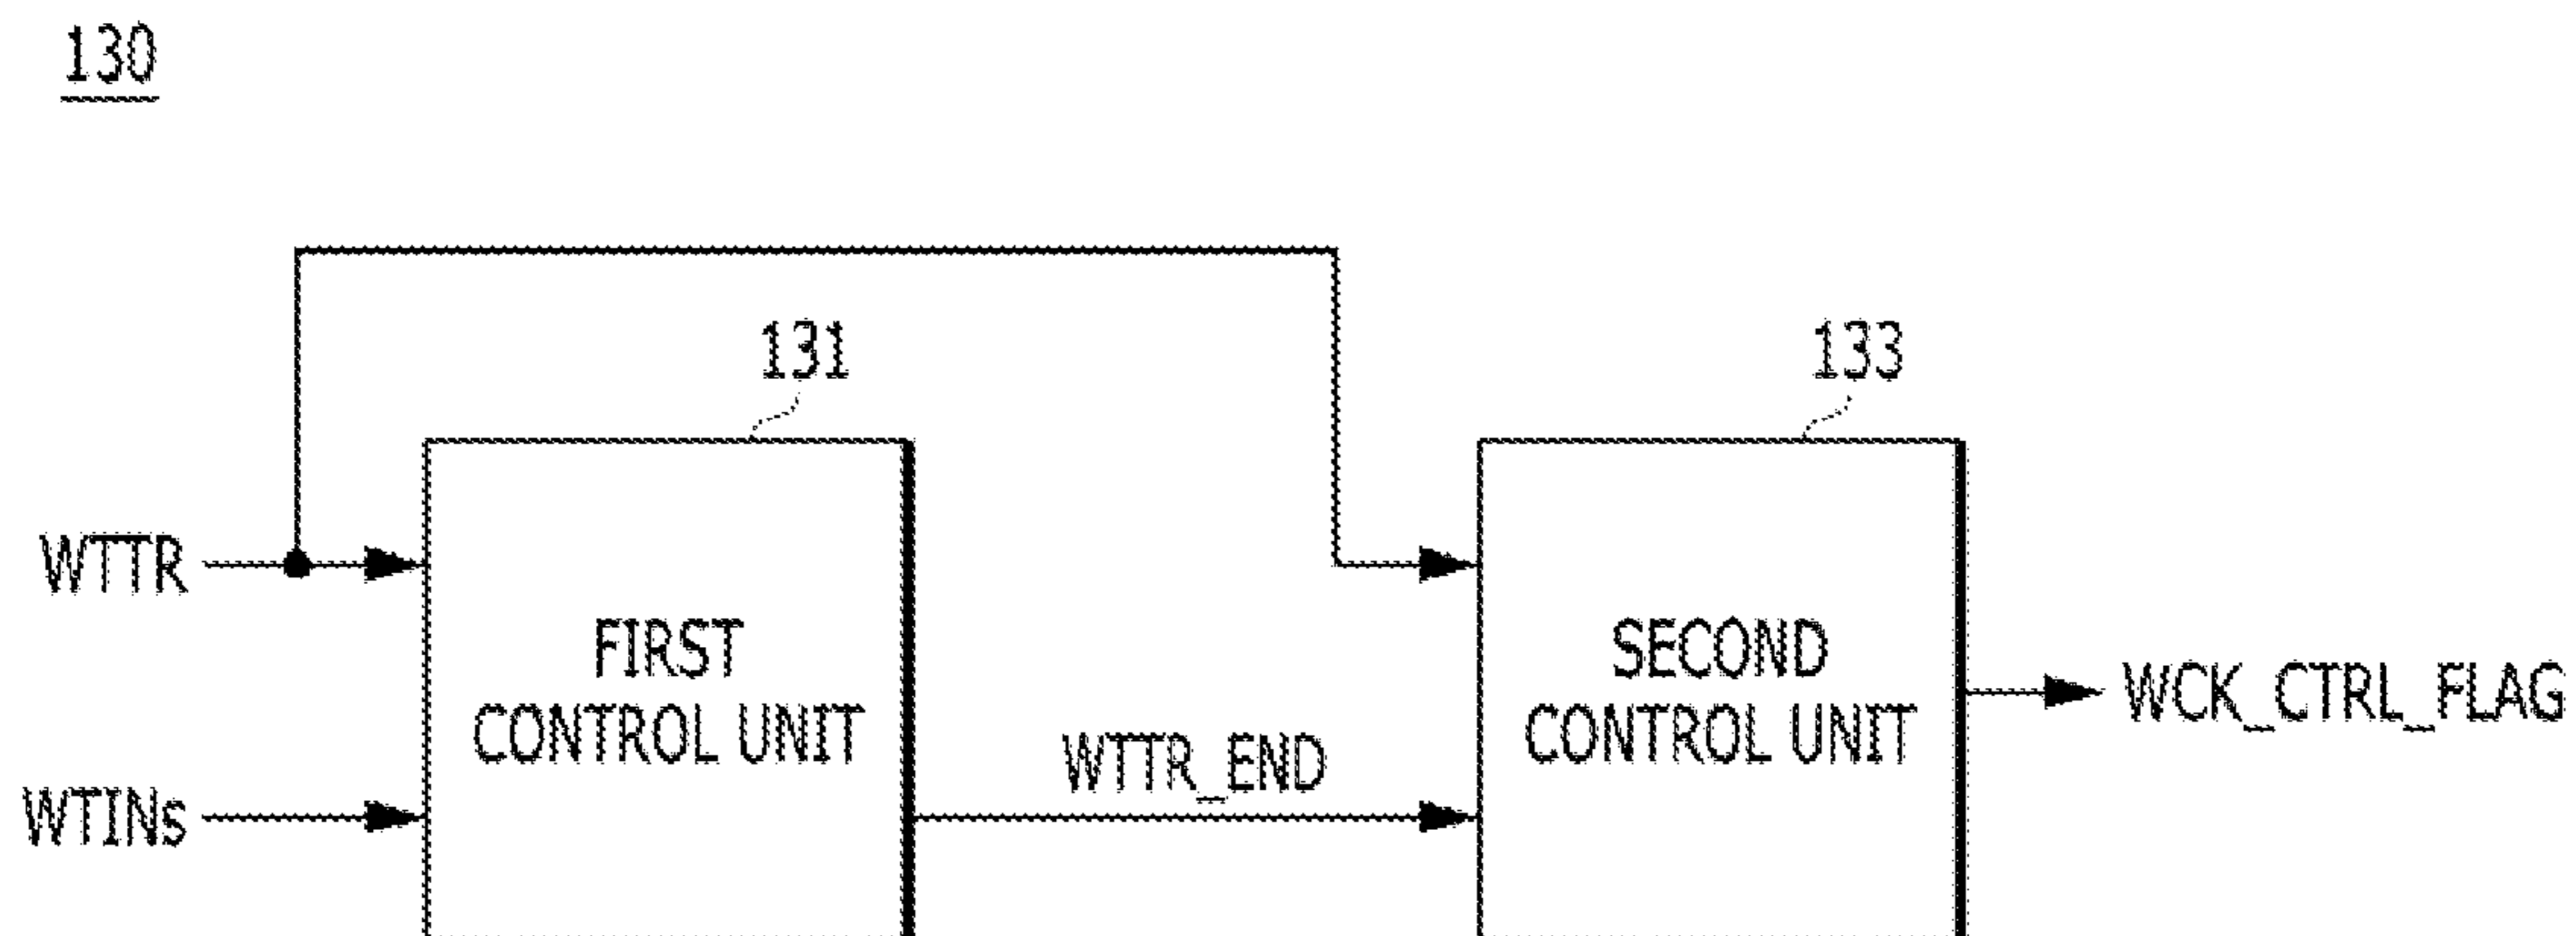 130
131
133
WTTR
FIRST
CONTROL UNIT
SECOND
CONTROL UNIT
WCK_CTRL_FLAG
WTTR_END
WTINs